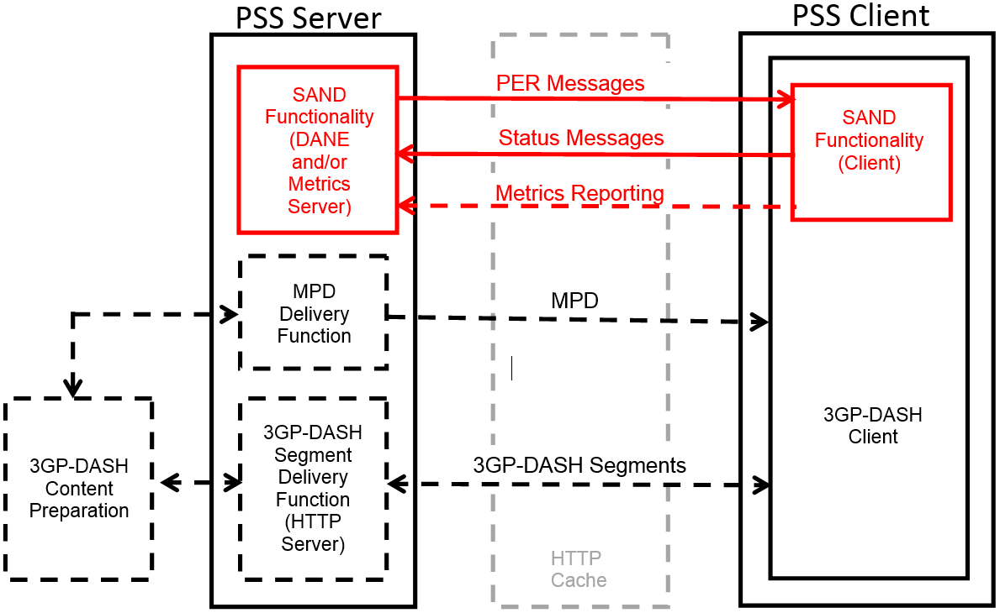 PSS Server
PSS Client
SAND
Functionality
(DANE
and/or
Metrics
Server)
PER Messages
Status Messages
Metrics Reporting
SAND
Functionality
(Client)
MPD
Delivery
Function
MPD
3GP-DASH
Content
Preparation
3GP-DASH
Segment
Delivery
Function
(HTTP
Server)
3GP-DASH Segments
3GP-DASH
Client
HTTP
Cache